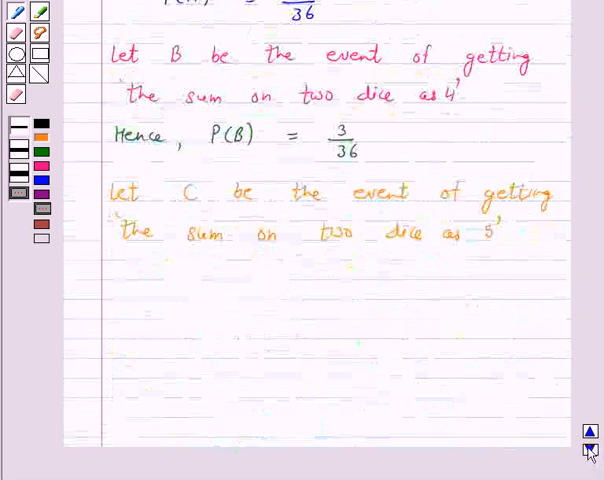 36
Let B be the event of getting
'the sum on two dice as 4'
Hence, P(B) = 3/36
Let C be the event of getting
'the sum on two dice as 5'